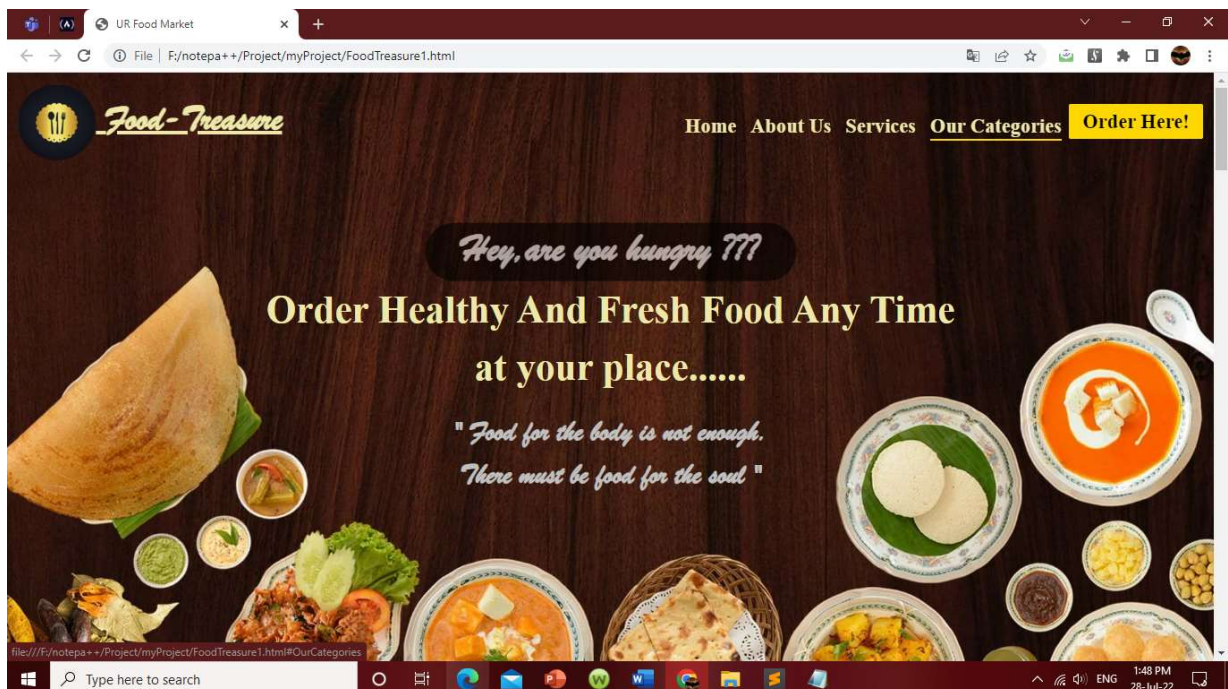 UR Food Market
File | F:/notepa++/Project/myProject/FoodTreasure1.html
Food-Treasure
Home About Us Services Our Categories Order Here!
Hey, are you hungry ???
Order Healthy And Fresh Food Any Time
at your place......
" Food for the body is not enough.
There must be food for the soul "
file:///F:/notepa++/Project/myProject/FoodTreasure1.html#OurCategories
Type here to search
ENG
1:48 PM
28-Jul-22